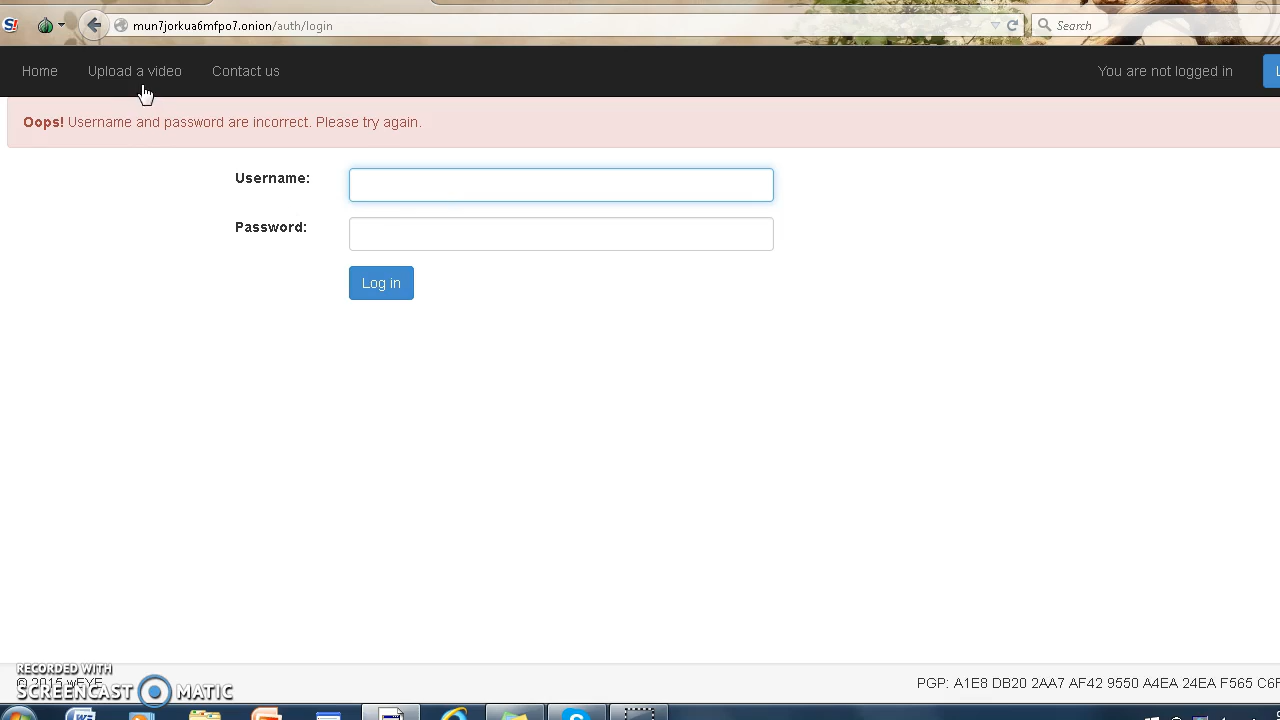 mun7jorkua6mfpo7.onion/auth/login
Search
Home Upload a video Contact us You are not logged in
Oops! Username and password are incorrect. Please try again.
Username:
Password:
Log in
RECORDED WITH
© 2015
SCREENCAST MATIC
PGP: A1E8 DB20 2AA7 AF42 9550 A4EA 24EA F565